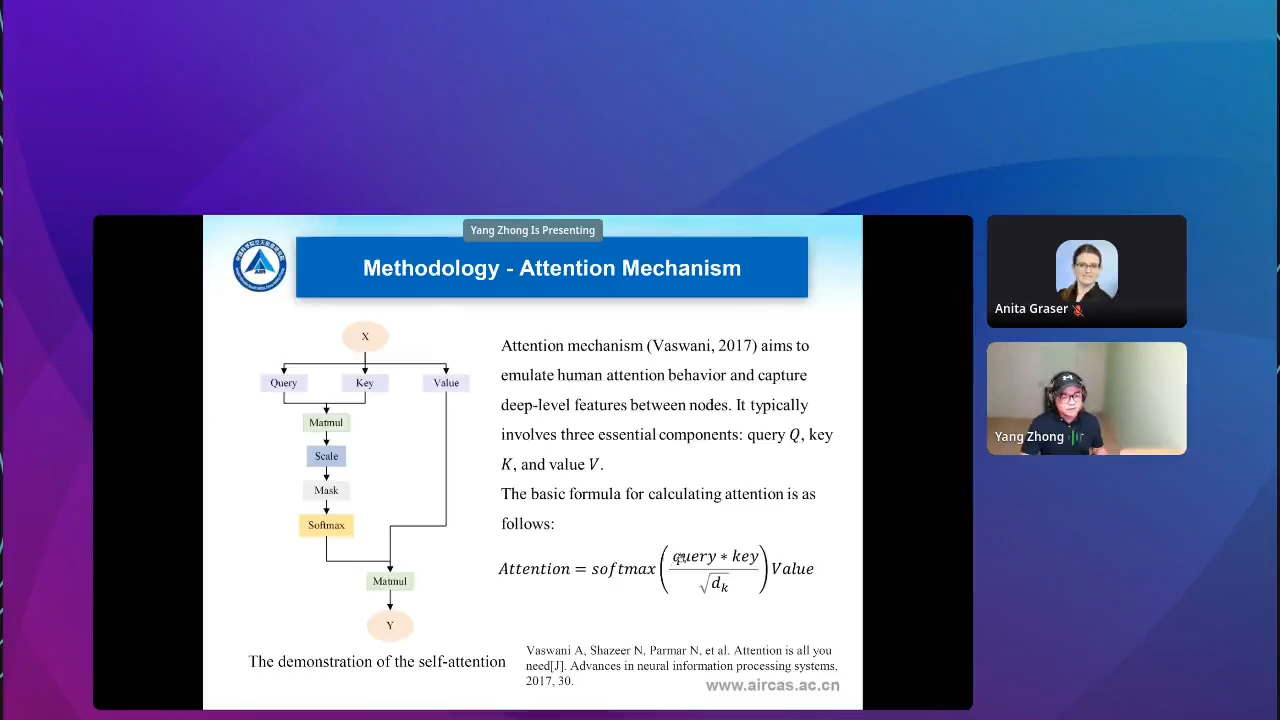 Yang Zhong Is Presenting
Methodology - Attention Mechanism
AIR
X
Query
Key
Value
Matmul
Scale
Mask
Softmax
Matmul
Y
The demonstration of the self-attention
Attention mechanism (Vaswani, 2017) aims to
emulate human attention behavior and capture
deep-level features between nodes. It typically
involves three essential components: query Q, key
K, and value V.
The basic formula for calculating attention is as
follows:
Attention = softmax(query ∗ key / √d_k) Value
Vaswani A, Shazeer N, Parmar N, et al. Attention is all you
need[J]. Advances in neural information processing systems,
2017, 30.
www.aircas.ac.cn
Anita Graser
Yang Zhong